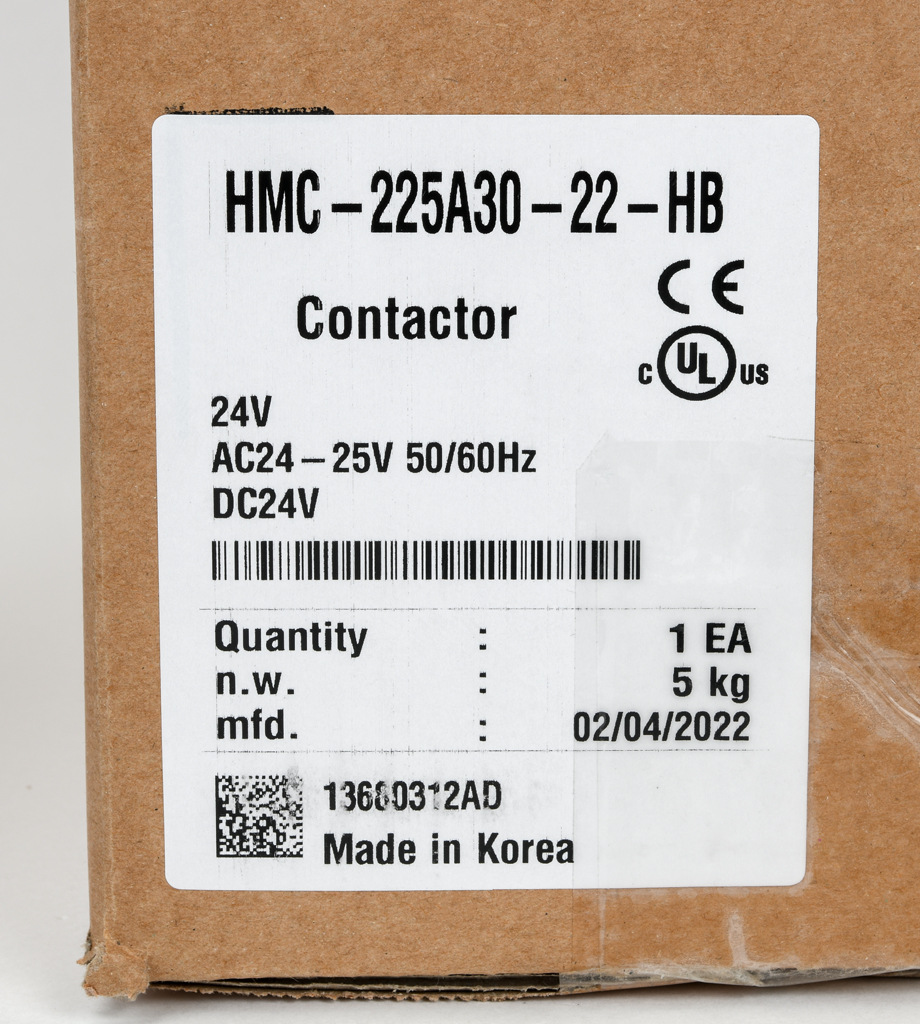 HMC-225A30-22-HB
CE
Contactor
C UL US
24V
AC24-25V 50/60Hz
DC24V
Quantity : 1 EA
n.w. : 5 kg
mfd. : 02/04/2022
13680312AD
Made in Korea